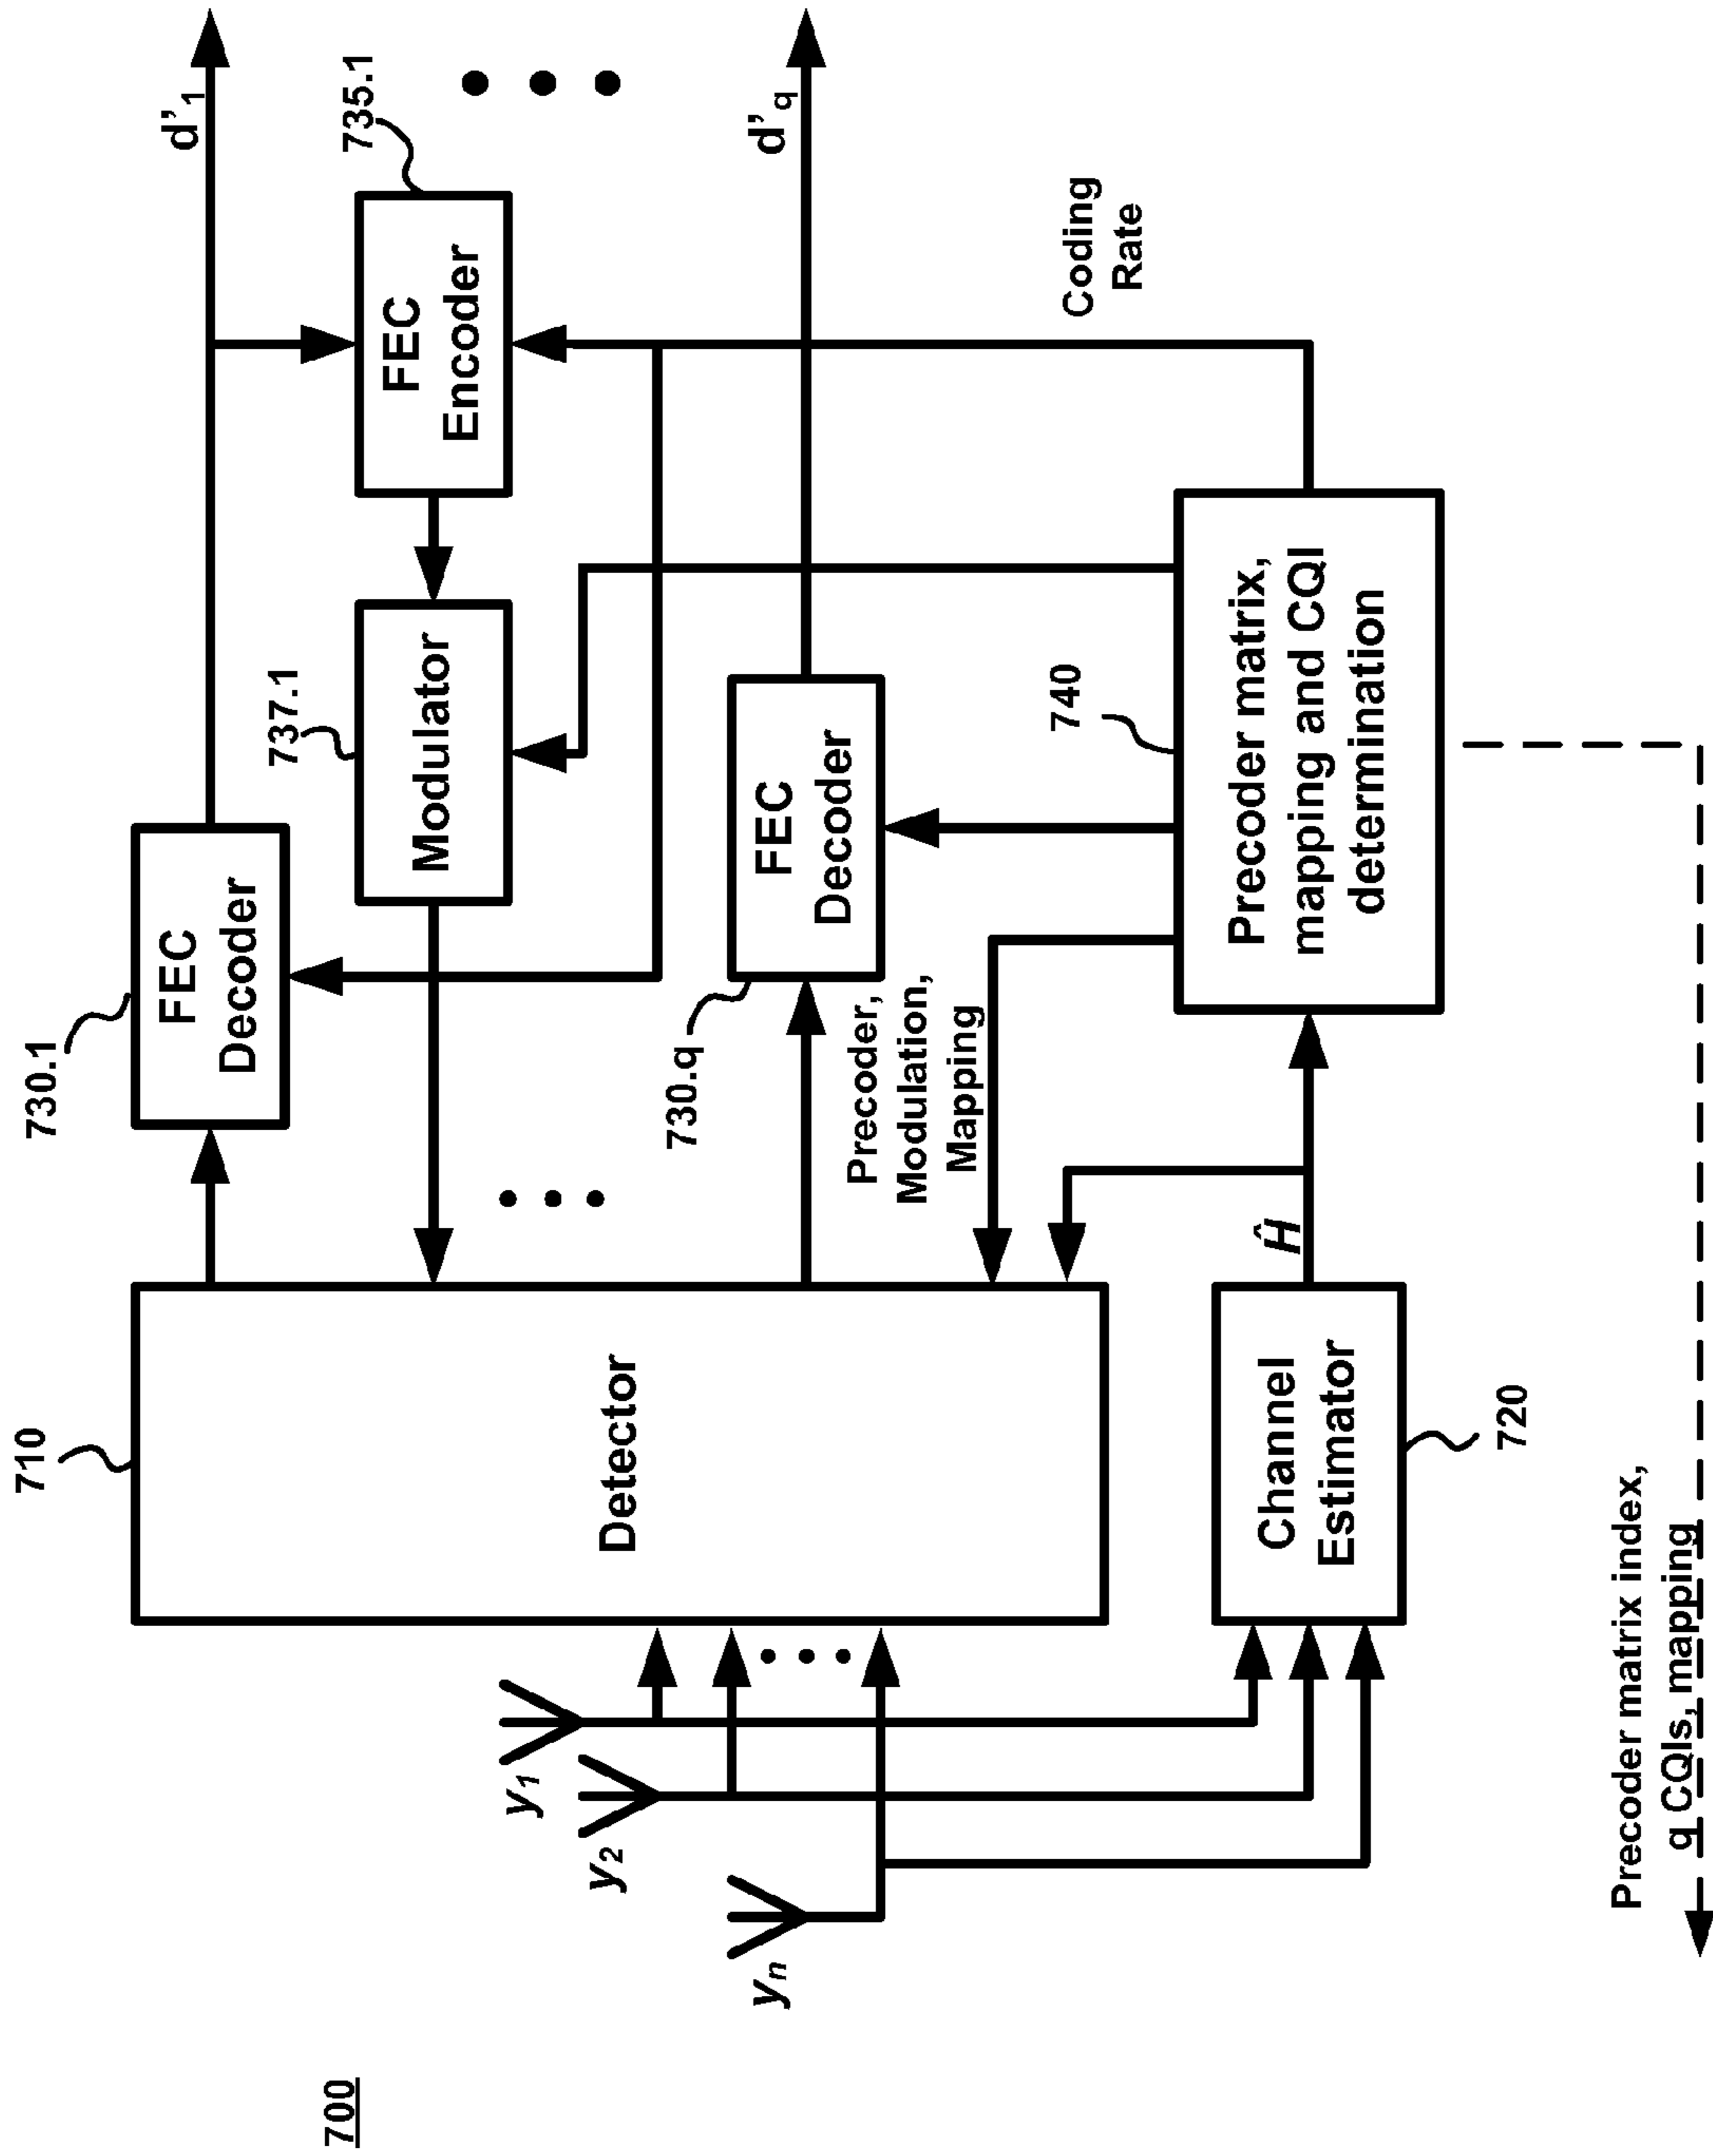 700
y1
y2
yn
710
Detector
Channel
Estimator
720
Ĥ
730.1
FEC
Decoder
d'1
737.1
Modulator
735.1
FEC
Encoder
730.q
FEC
Decoder
d'q
Precoder,
Modulation,
Mapping
740
Precoder matrix,
mapping and CQI
determination
Coding
Rate
Precoder matrix index,
q CQIs, mapping